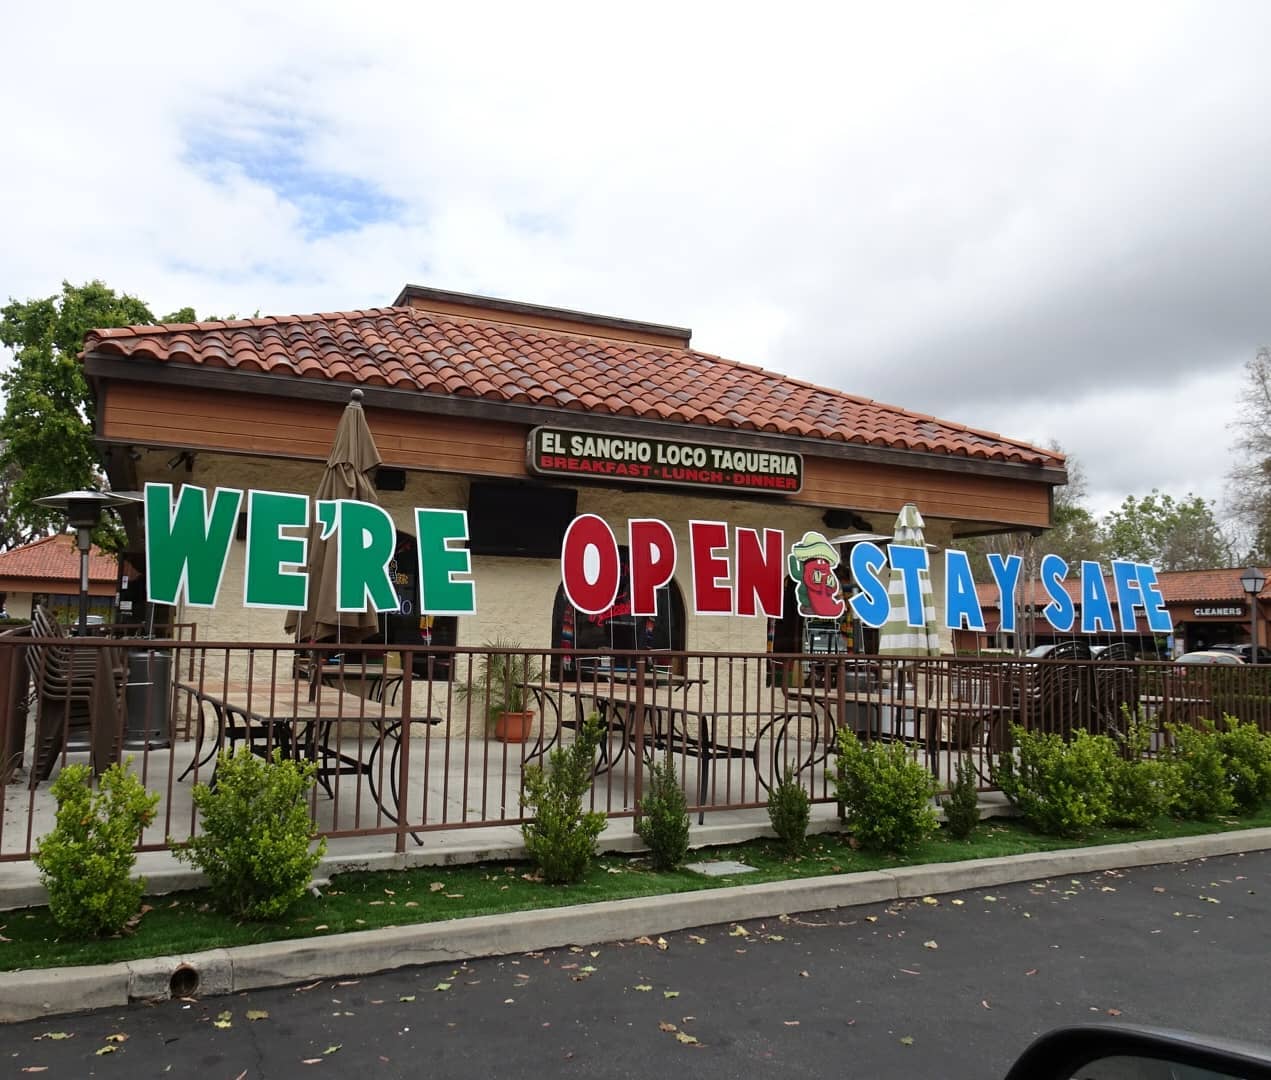 EL SANCHO LOCO TAQUERIA
BREAKFAST · LUNCH · DINNER
WE'RE OPEN STAY SAFE
CLEANERS